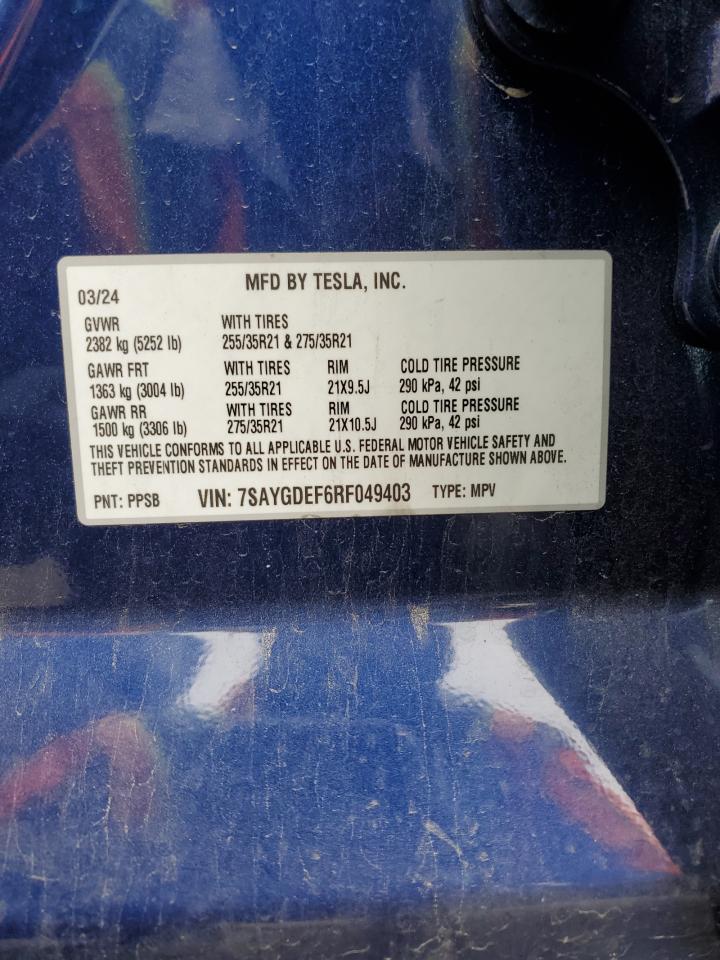 MFD BY TESLA, INC.
03/24
GVWR WITH TIRES
2382 kg (5252 lb) 255/35R21 & 275/35R21
GAWR FRT WITH TIRES RIM COLD TIRE PRESSURE
1363 kg (3004 lb) 255/35R21 21X9.5J 290 kPa, 42 psi
GAWR RR WITH TIRES RIM COLD TIRE PRESSURE
1500 kg (3306 lb) 275/35R21 21X10.5J 290 kPa, 42 psi
THIS VEHICLE CONFORMS TO ALL APPLICABLE U.S. FEDERAL MOTOR VEHICLE SAFETY AND
THEFT PREVENTION STANDARDS IN EFFECT ON THE DATE OF MANUFACTURE SHOWN ABOVE.
PNT: PPSB VIN: 7SAYGDEF6RF049403 TYPE: MPV